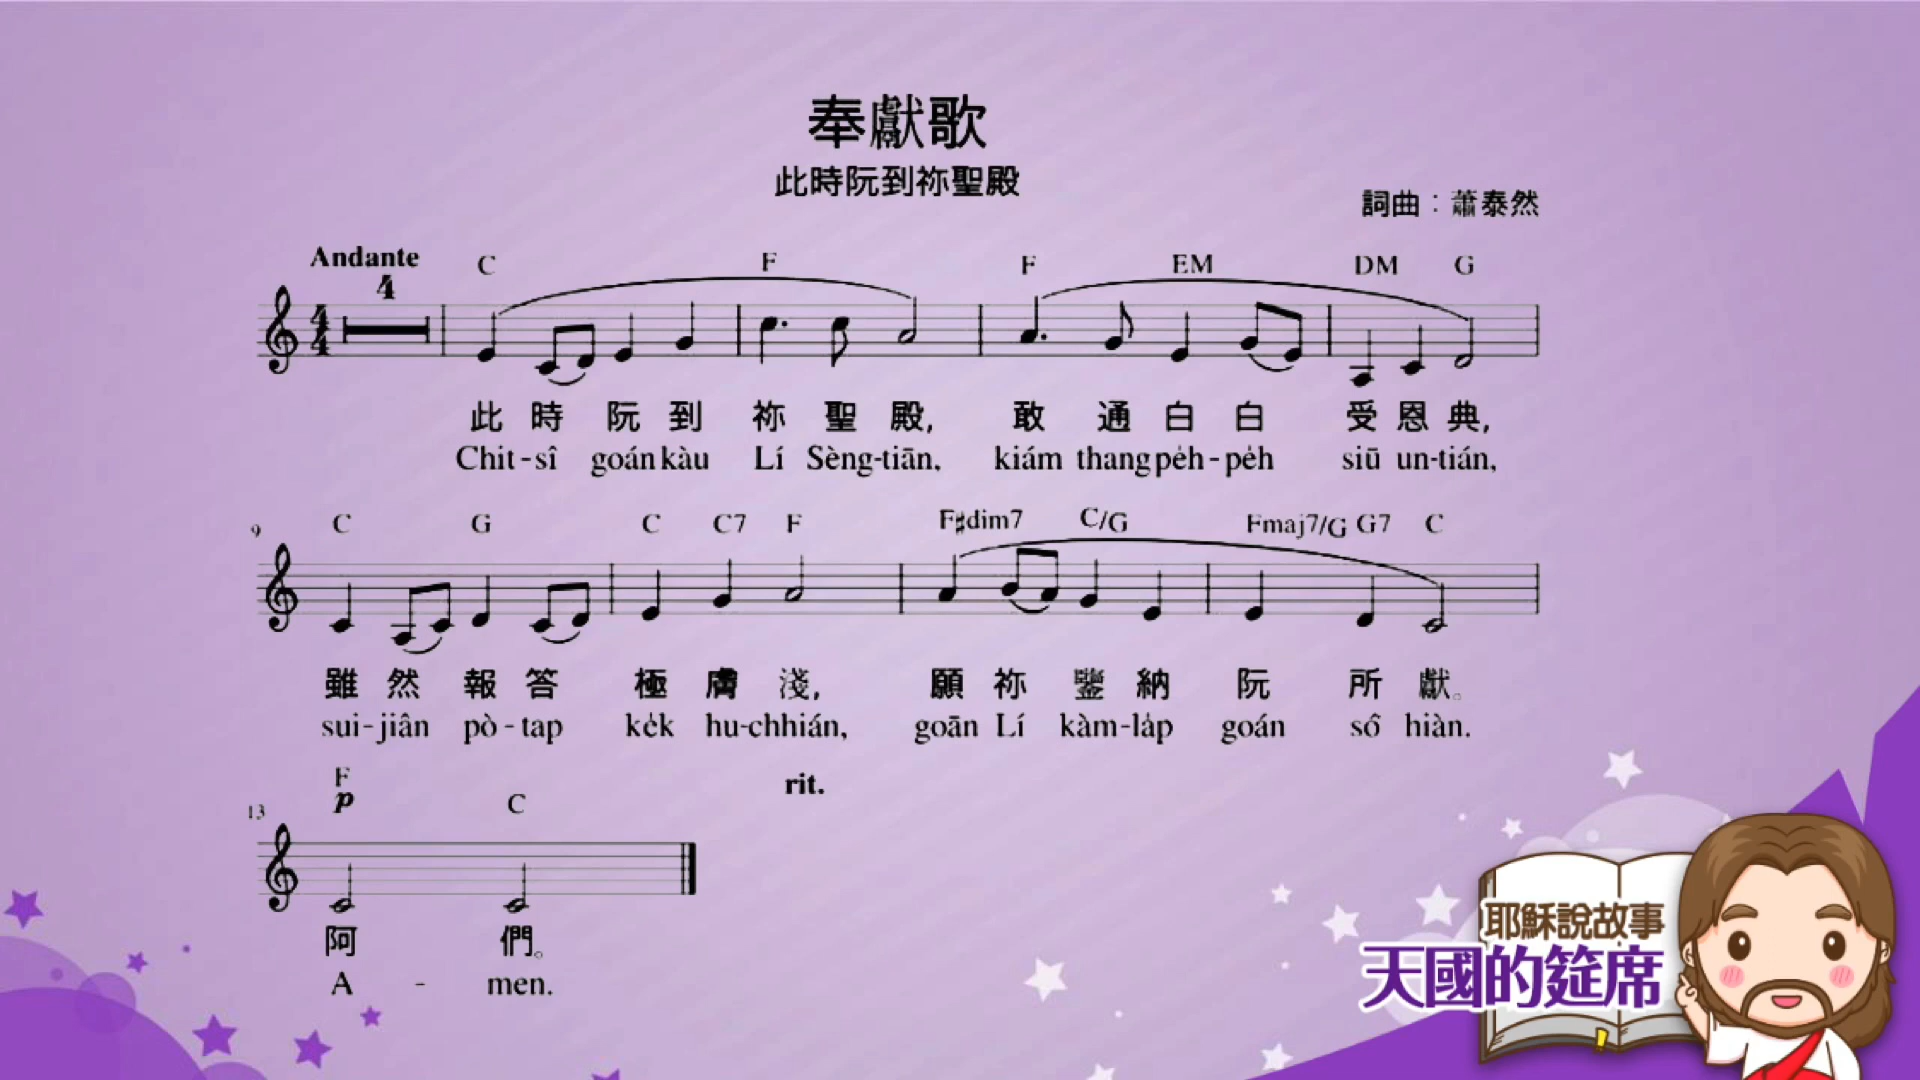 奉獻歌
此時阮到祢聖殿
詞曲：蕭泰然
Andante
4
C F F EM DM G
此時阮到祢聖殿, 敢通白白受恩典,
Chit-sî goán kàu Lí Sèng-tiān, kiám thang pe̍h-pe̍h siū un-tián,
9
C G C C7 F F#dim7 C/G Fmaj7/G G7 C
雖然報答極膚淺, 願祢鑒納阮所獻。
sui-jiân pò-tap ke̍k hu-chhián, goān Lí kàm-la̍p goán só͘ hiàn.
F rit.
p C
13
阿們。
A - men.
耶穌說故事
天國的筵席